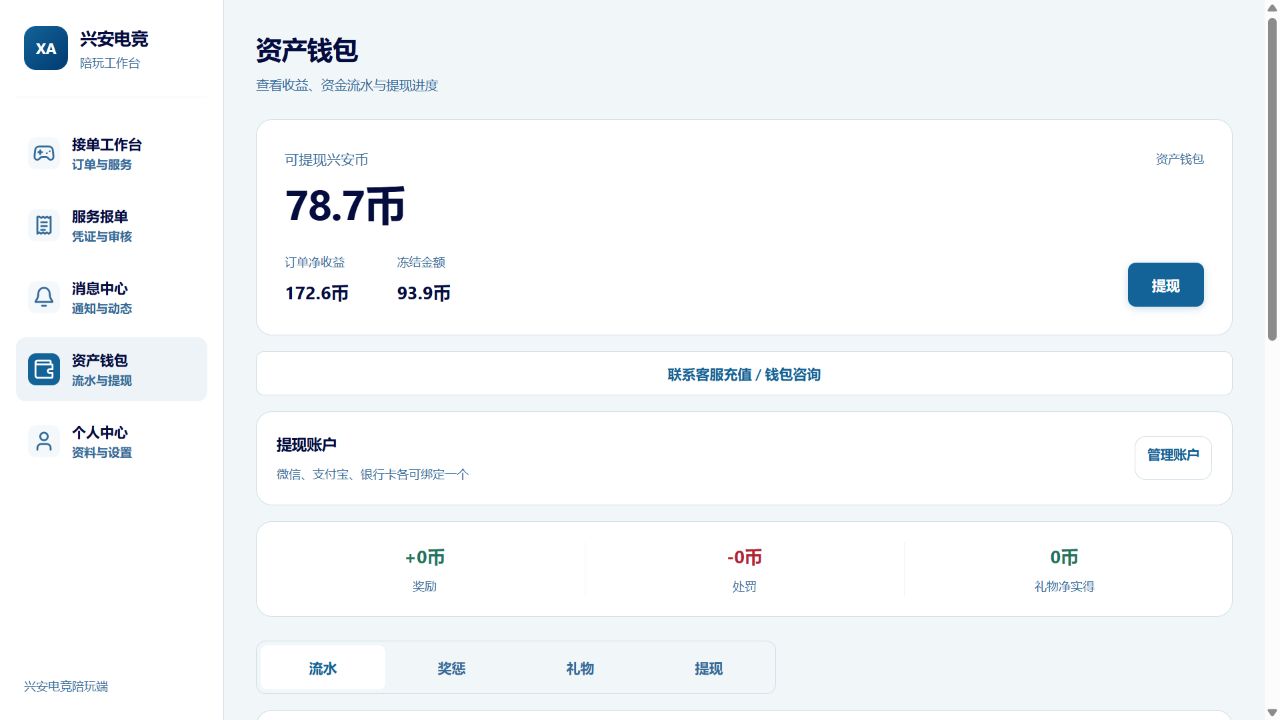 XA
兴安电竞
陪玩工作台
接单工作台
订单与服务
服务报单
凭证与审核
消息中心
通知与动态
资产钱包
流水与提现
个人中心
资料与设置
兴安电竞陪玩端
资产钱包
查看收益、资金流水与提现进度
可提现兴安币
资产钱包
78.7币
订单净收益
冻结金额
172.6币
93.9币
提现
联系客服充值 / 钱包咨询
提现账户
微信、支付宝、银行卡各可绑定一个
管理账户
+0币
-0币
0币
奖励
处罚
礼物净实得
流水
奖惩
礼物
提现